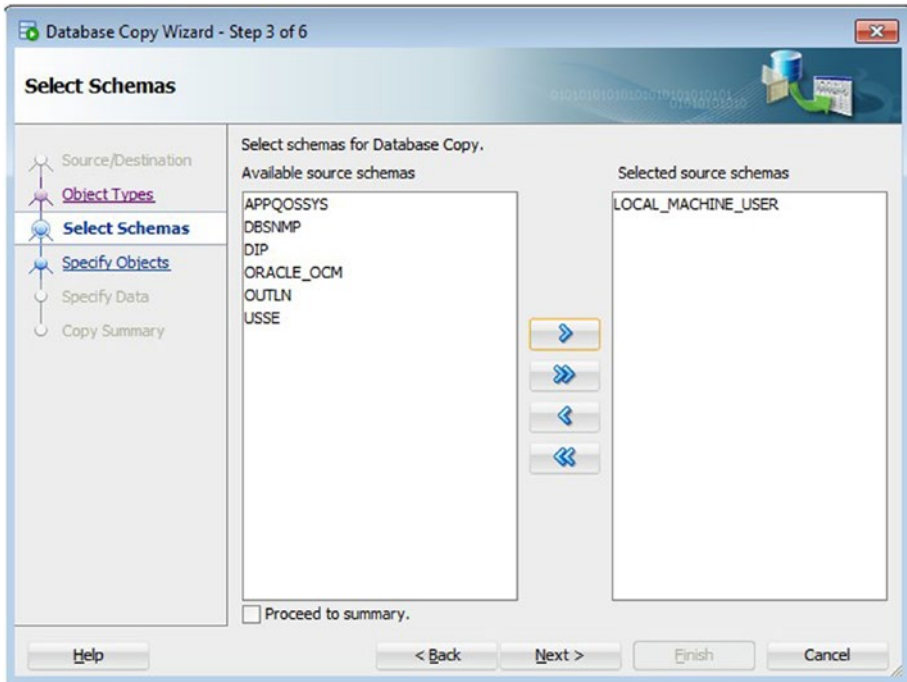 Database Copy Wizard - Step 3 of 6
Select Schemas
Source/Destination
Object Types
Select Schemas
Specify Objects
Specify Data
Copy Summary
Select schemas for Database Copy.
Available source schemas
APPQOSSYS
DBSNMP
DIP
ORACLE_OCM
OUTLN
USSE
Selected source schemas
LOCAL_MACHINE_USER
Proceed to summary.
Help
< Back
Next >
Finish
Cancel